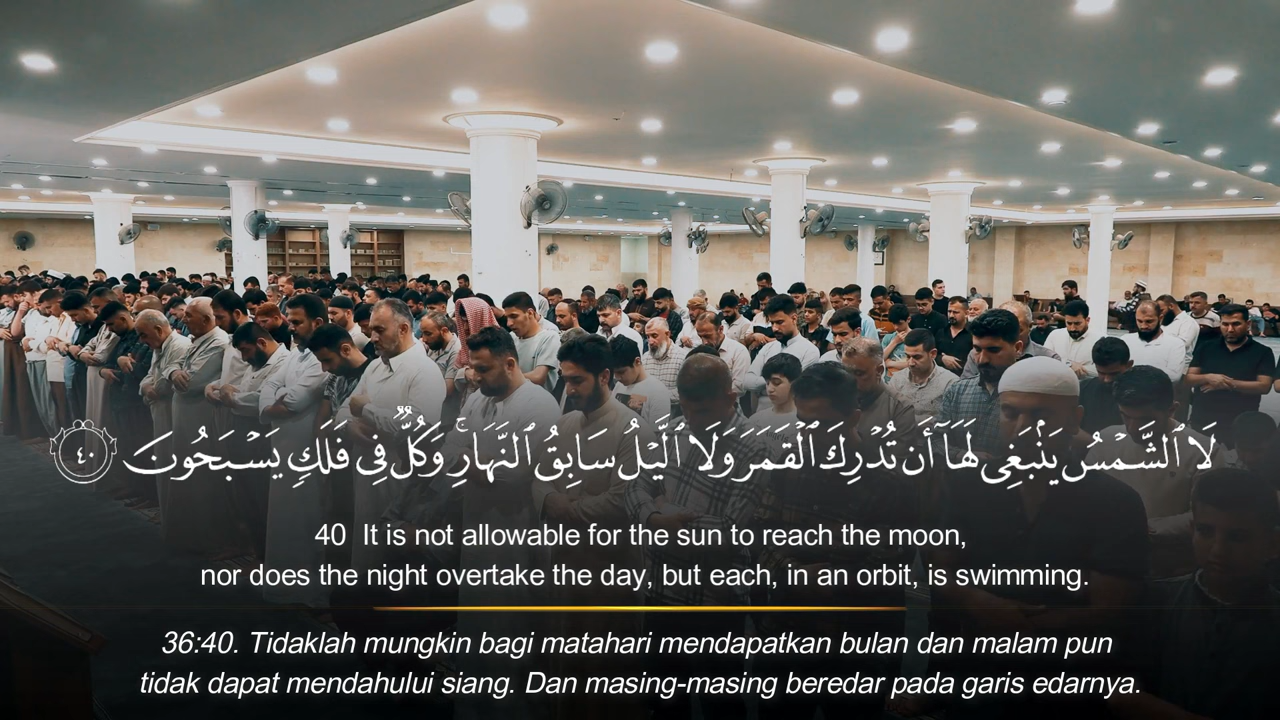 لَا ٱلشَّمْسُ يَنۢبَغِى لَهَآ أَن تُدْرِكَ ٱلْقَمَرَ وَلَا ٱلَّيْلُ سَابِقُ ٱلنَّهَارِ ۚ وَكُلٌّ فِى فَلَكٍ يَسْبَحُونَ ٤٠
40 It is not allowable for the sun to reach the moon,
nor does the night overtake the day, but each, in an orbit, is swimming.
36:40. Tidaklah mungkin bagi matahari mendapatkan bulan dan malam pun
tidak dapat mendahului siang. Dan masing-masing beredar pada garis edarnya.